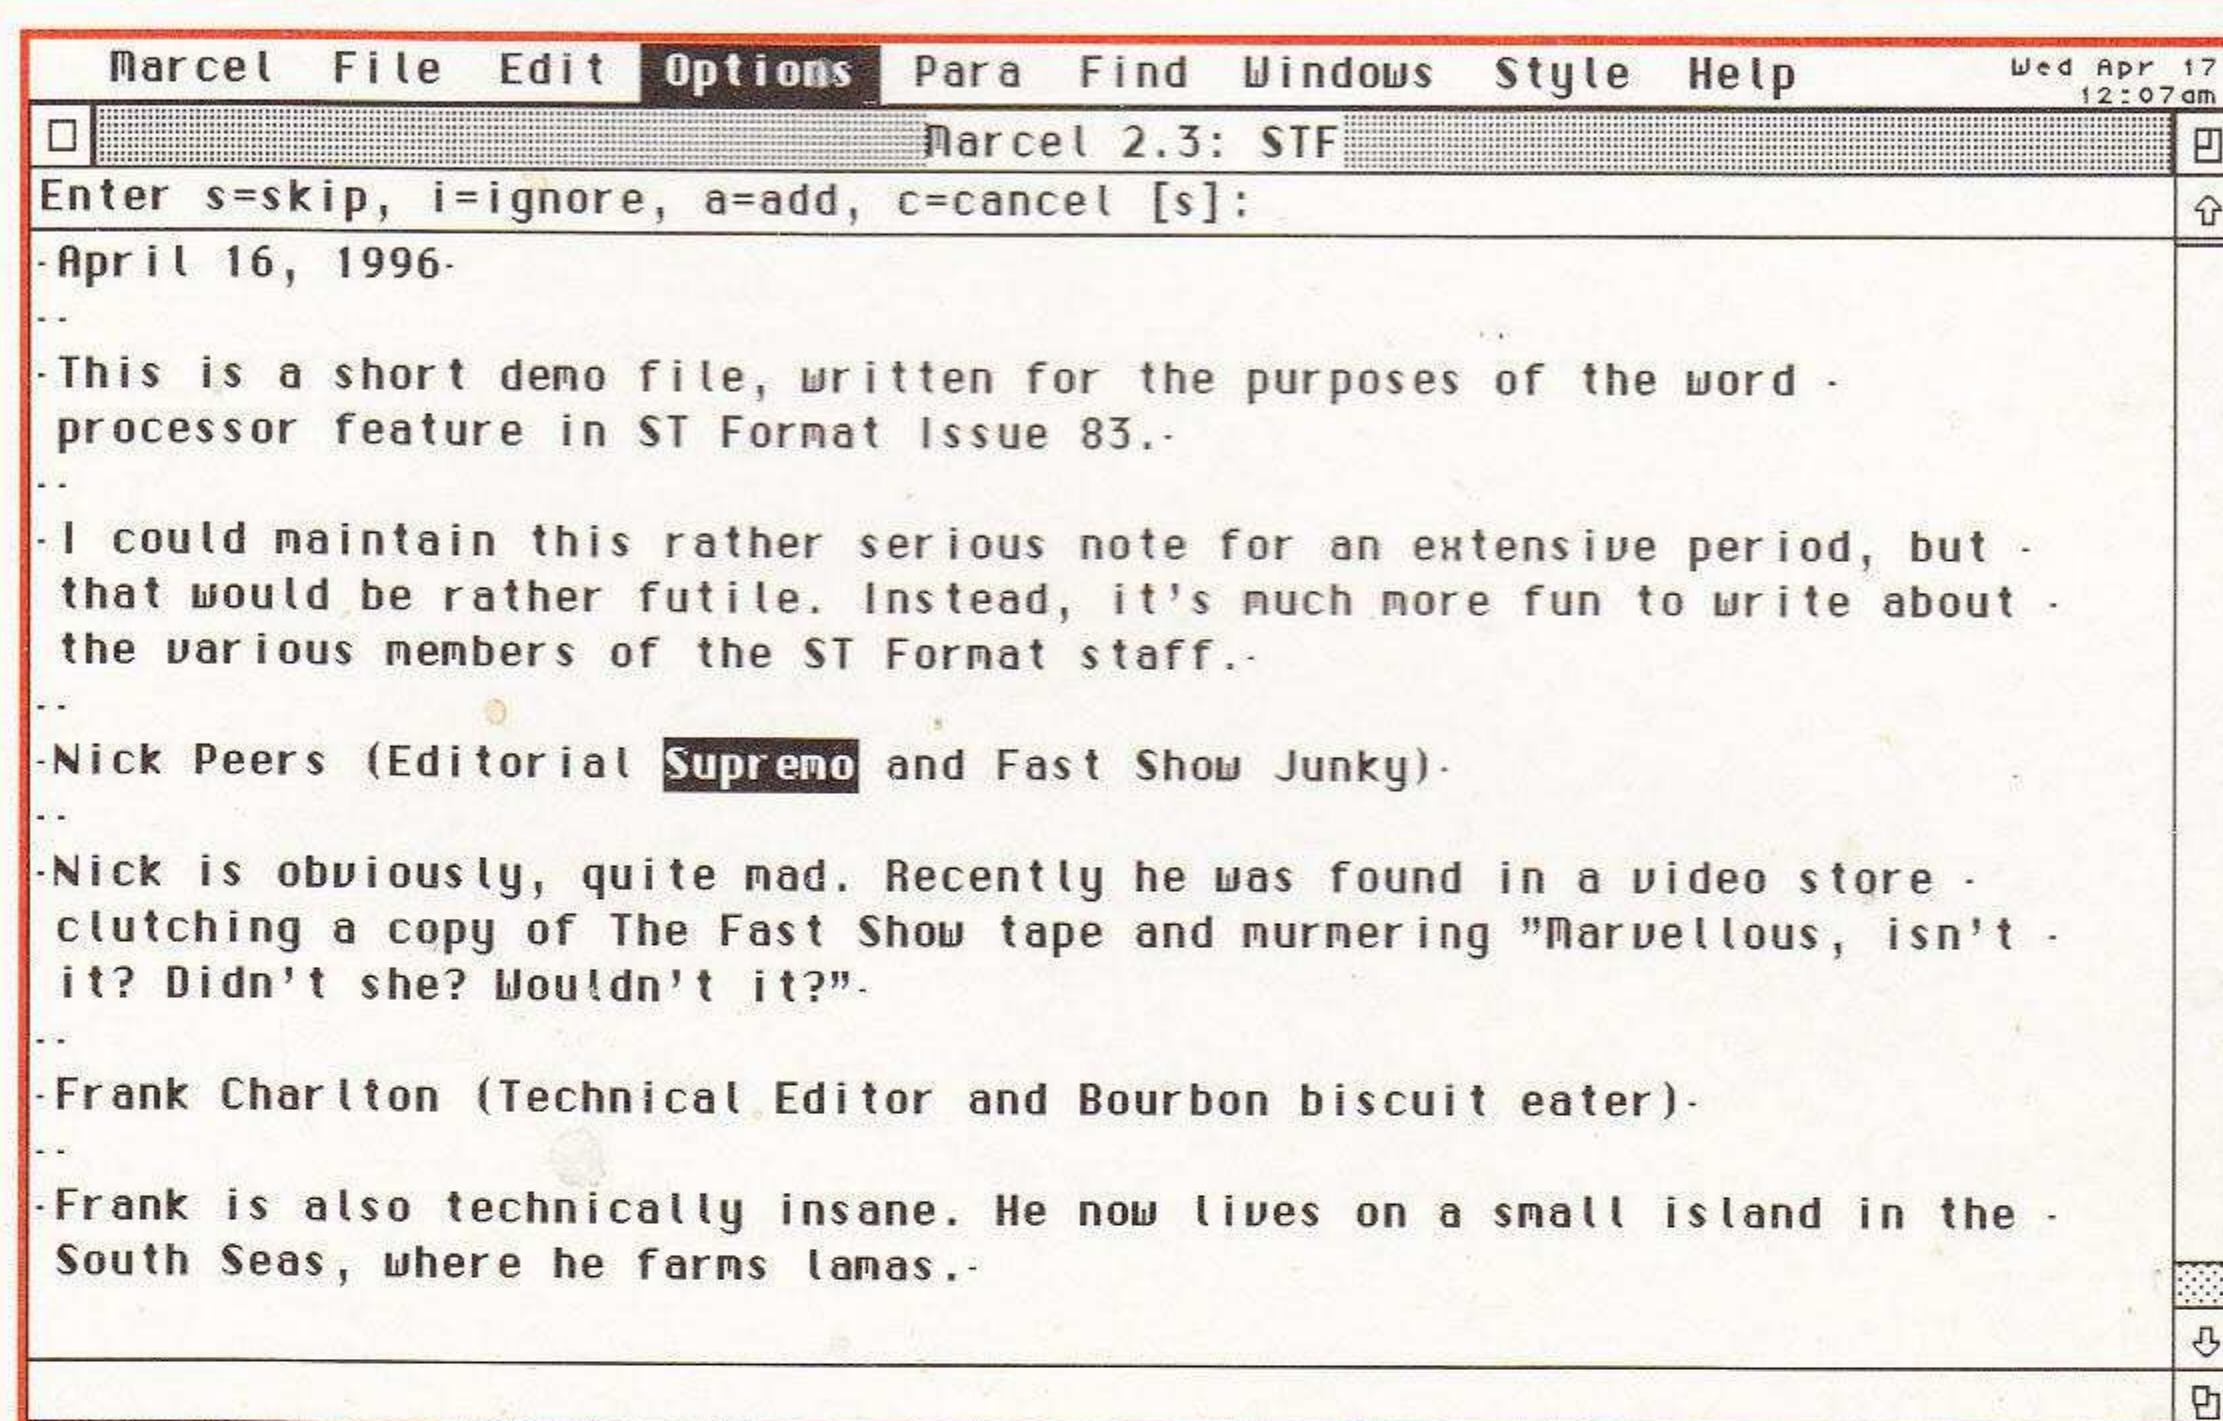 Marcel File Edit Options Para Find Windows Style Help Wed Apr 17
12:07am
Marcel 2.3: STF
Enter s=skip, i=ignore, a=add, c=cancel [s]:
April 16, 1996
This is a short demo file, written for the purposes of the word
processor feature in ST Format Issue 83.
I could maintain this rather serious note for an extensive period, but
that would be rather futile. Instead, it's much more fun to write about
the various members of the ST Format staff.
Nick Peers (Editorial Supremo and Fast Show Junky)
Nick is obviously, quite mad. Recently he was found in a video store
clutching a copy of The Fast Show tape and murmering "Marvellous, isn't
it? Didn't she? Wouldn't it?"
Frank Charlton (Technical Editor and Bourbon biscuit eater)
Frank is also technically insane. He now lives on a small island in the
South Seas, where he farms lamas.